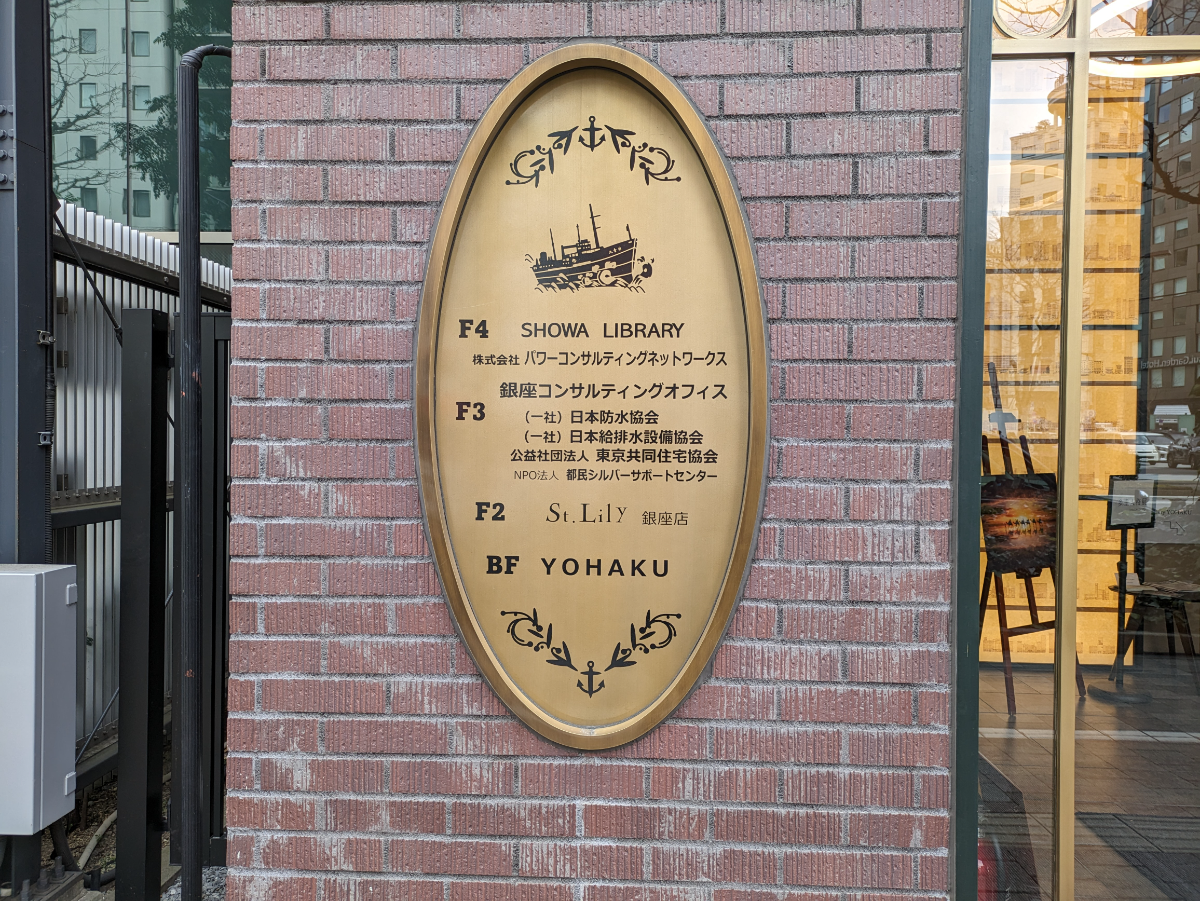 F4 SHOWA LIBRARY
株式会社 パワーコンサルティングネットワークス
銀座コンサルティングオフィス
F3 （一社）日本防水協会
（一社）日本給排水設備協会
公益社団法人 東京共同住宅協会
NPO法人 都民シルバーサポートセンター
F2 St.Lily 銀座店
BF YOHAKU
Garden Hotel